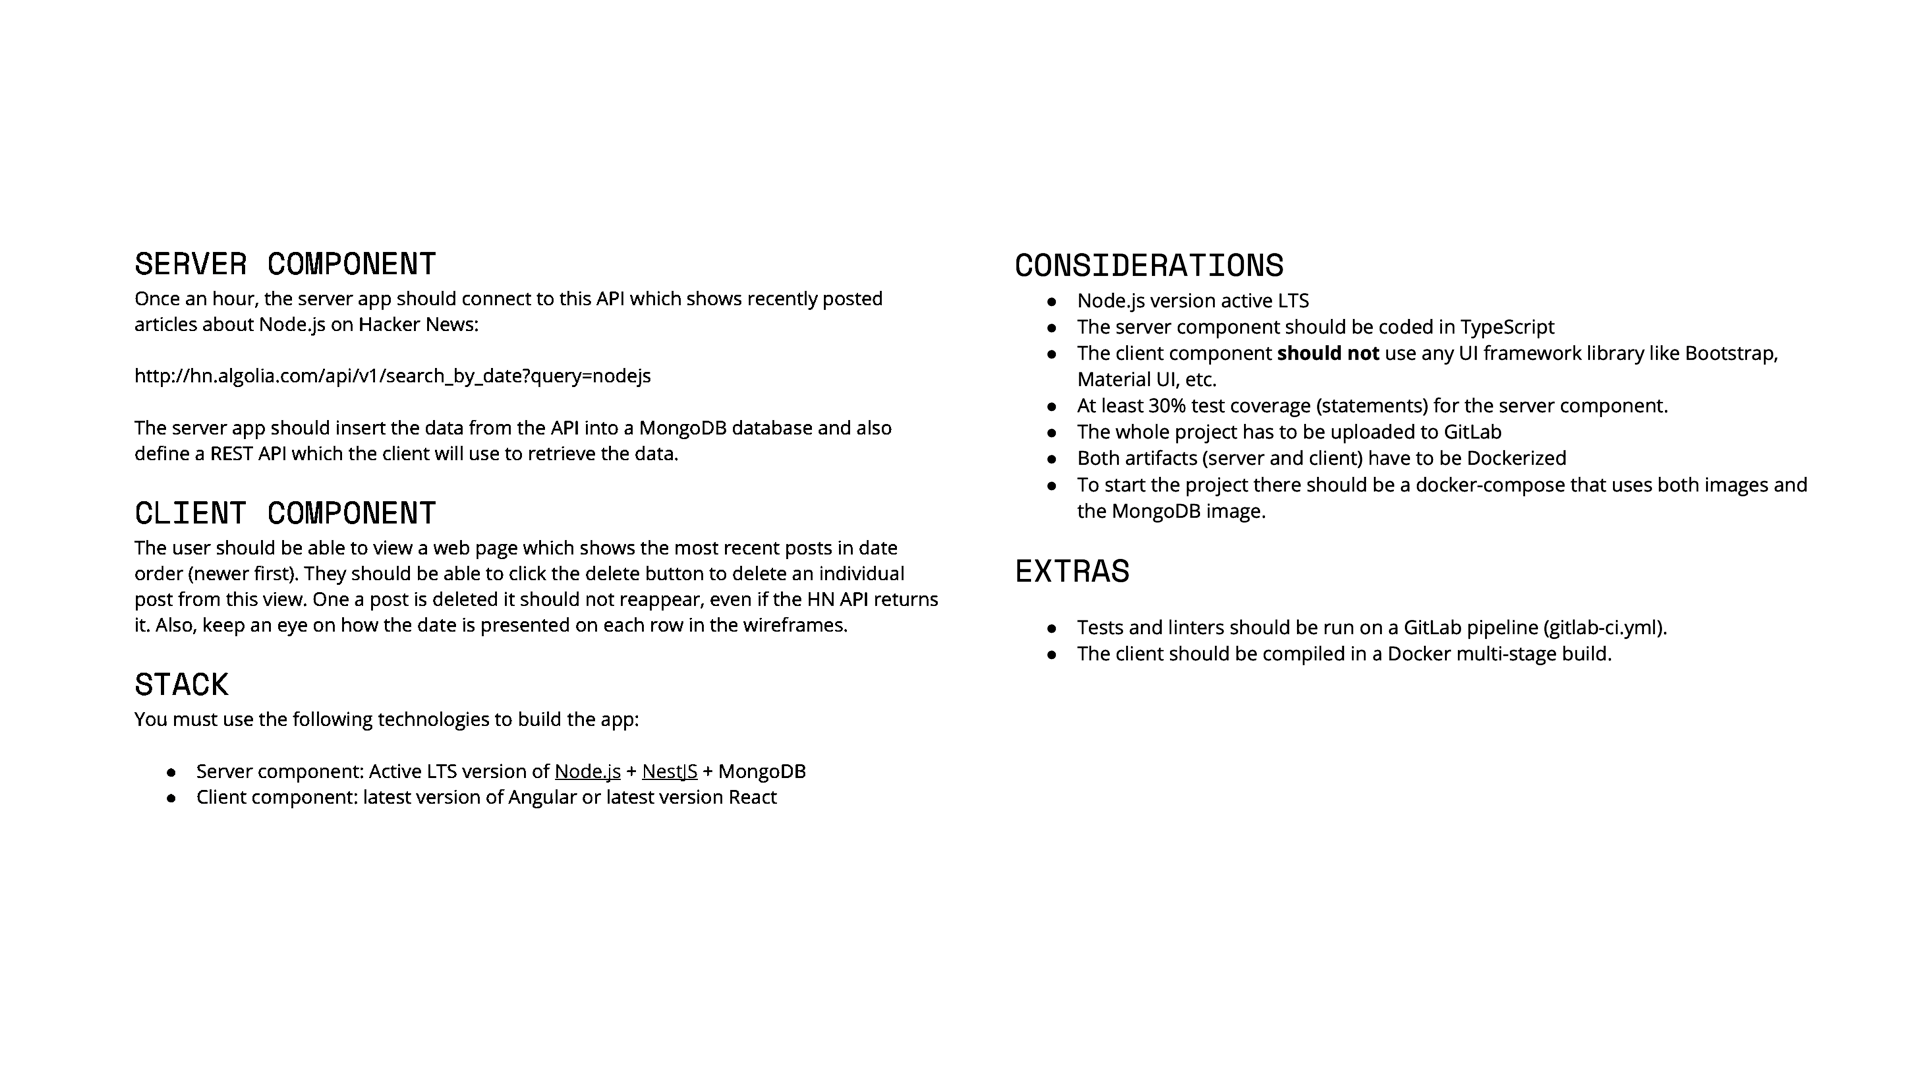 SERVER COMPONENT
Once an hour, the server app should connect to this API which shows recently posted
articles about Node.js on Hacker News:
http://hn.algolia.com/api/v1/search_by_date?query=nodejs
The server app should insert the data from the API into a MongoDB database and also
define a REST API which the client will use to retrieve the data.
CLIENT COMPONENT
The user should be able to view a web page which shows the most recent posts in date
order (newer first). They should be able to click the delete button to delete an individual
post from this view. One a post is deleted it should not reappear, even if the HN API returns
it. Also, keep an eye on how the date is presented on each row in the wireframes.
STACK
You must use the following technologies to build the app:
● Server component: Active LTS version of Node.js + NestJS + MongoDB
● Client component: latest version of Angular or latest version React
CONSIDERATIONS
● Node.js version active LTS
● The server component should be coded in TypeScript
● The client component should not use any UI framework library like Bootstrap,
Material UI, etc.
● At least 30% test coverage (statements) for the server component.
● The whole project has to be uploaded to GitLab
● Both artifacts (server and client) have to be Dockerized
● To start the project there should be a docker-compose that uses both images and
the MongoDB image.
EXTRAS
● Tests and linters should be run on a GitLab pipeline (gitlab-ci.yml).
● The client should be compiled in a Docker multi-stage build.